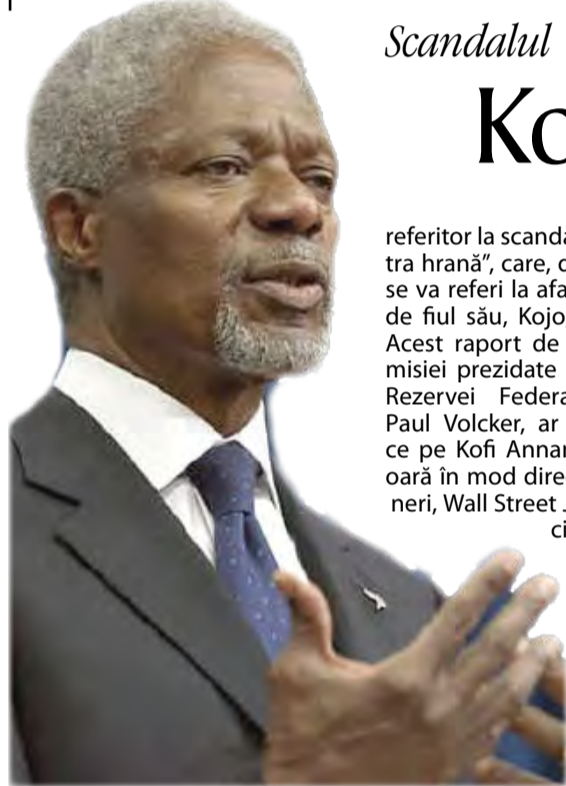 Scandalul
Ko
referitor la scanda
tra hrană”, care, d
se va referi la afa
de fiul său, Kojo,
Acest raport de
misiei prezidate
Rezervei Federa
Paul Volcker, ar
ce pe Kofi Annan
oară în mod direc
neri, Wall Street J
ci